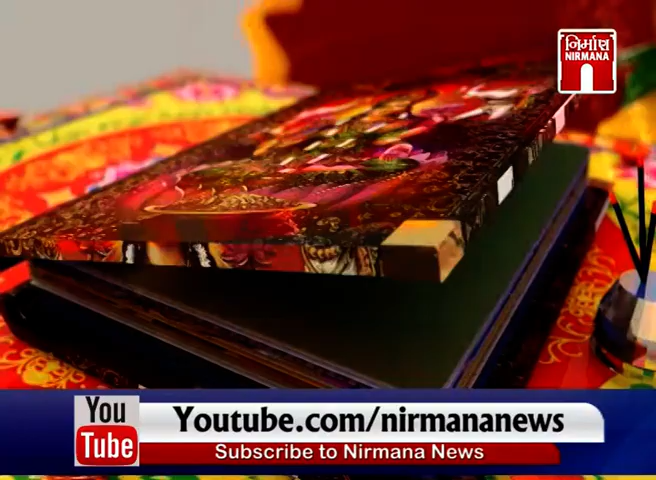 નિર્માણ
NIRMANA
You
Tube
Youtube.com/nirmananews
Subscribe to Nirmana News